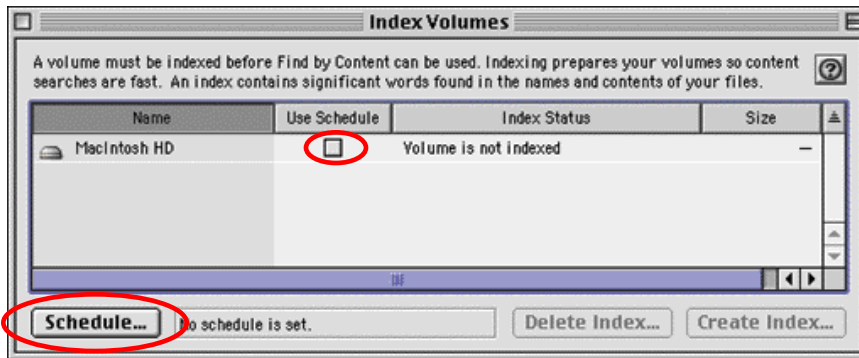 Index Volumes
A volume must be indexed before Find by Content can be used. Indexing prepares your volumes so content
searches are fast. An index contains significant words found in the names and contents of your files.
Name Use Schedule Index Status Size
MacIntosh HD Volume is not indexed –
Schedule... No schedule is set. Delete Index... Create Index...